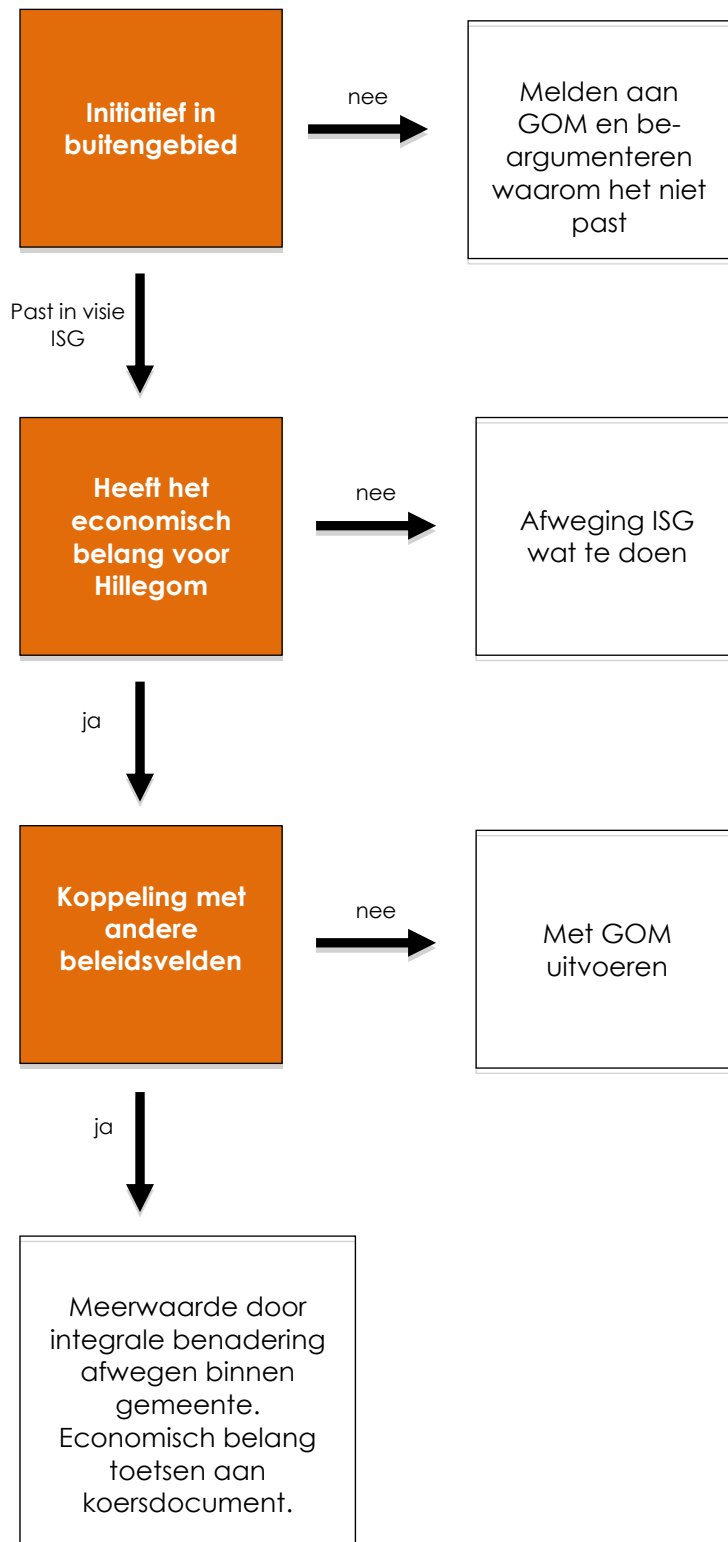 Initiatief in
buitengebied
nee
Melden aan
GOM en be-
argumenteren
waarom het niet
past
Past in visie
ISG
Heeft het
economisch
belang voor
Hillegom
nee
Afweging ISG
wat te doen
ja
Koppeling met
andere
beleidsvelden
nee
Met GOM
uitvoeren
ja
Meerwaarde door
integrale benadering
afwegen binnen
gemeente.
Economisch belang
toetsen aan
koersdocument.